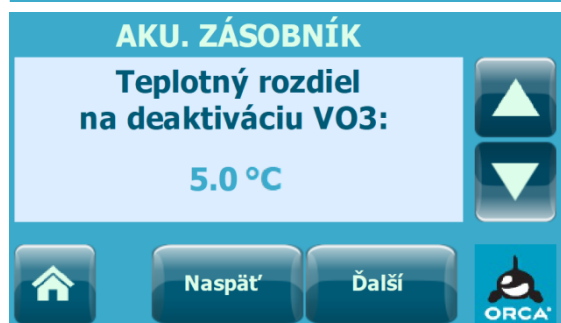 AKU. ZÁSOBNÍK
Teplotný rozdiel
na deaktiváciu VO3:
5.0 °C
Naspäť
Ďalší
ORCA